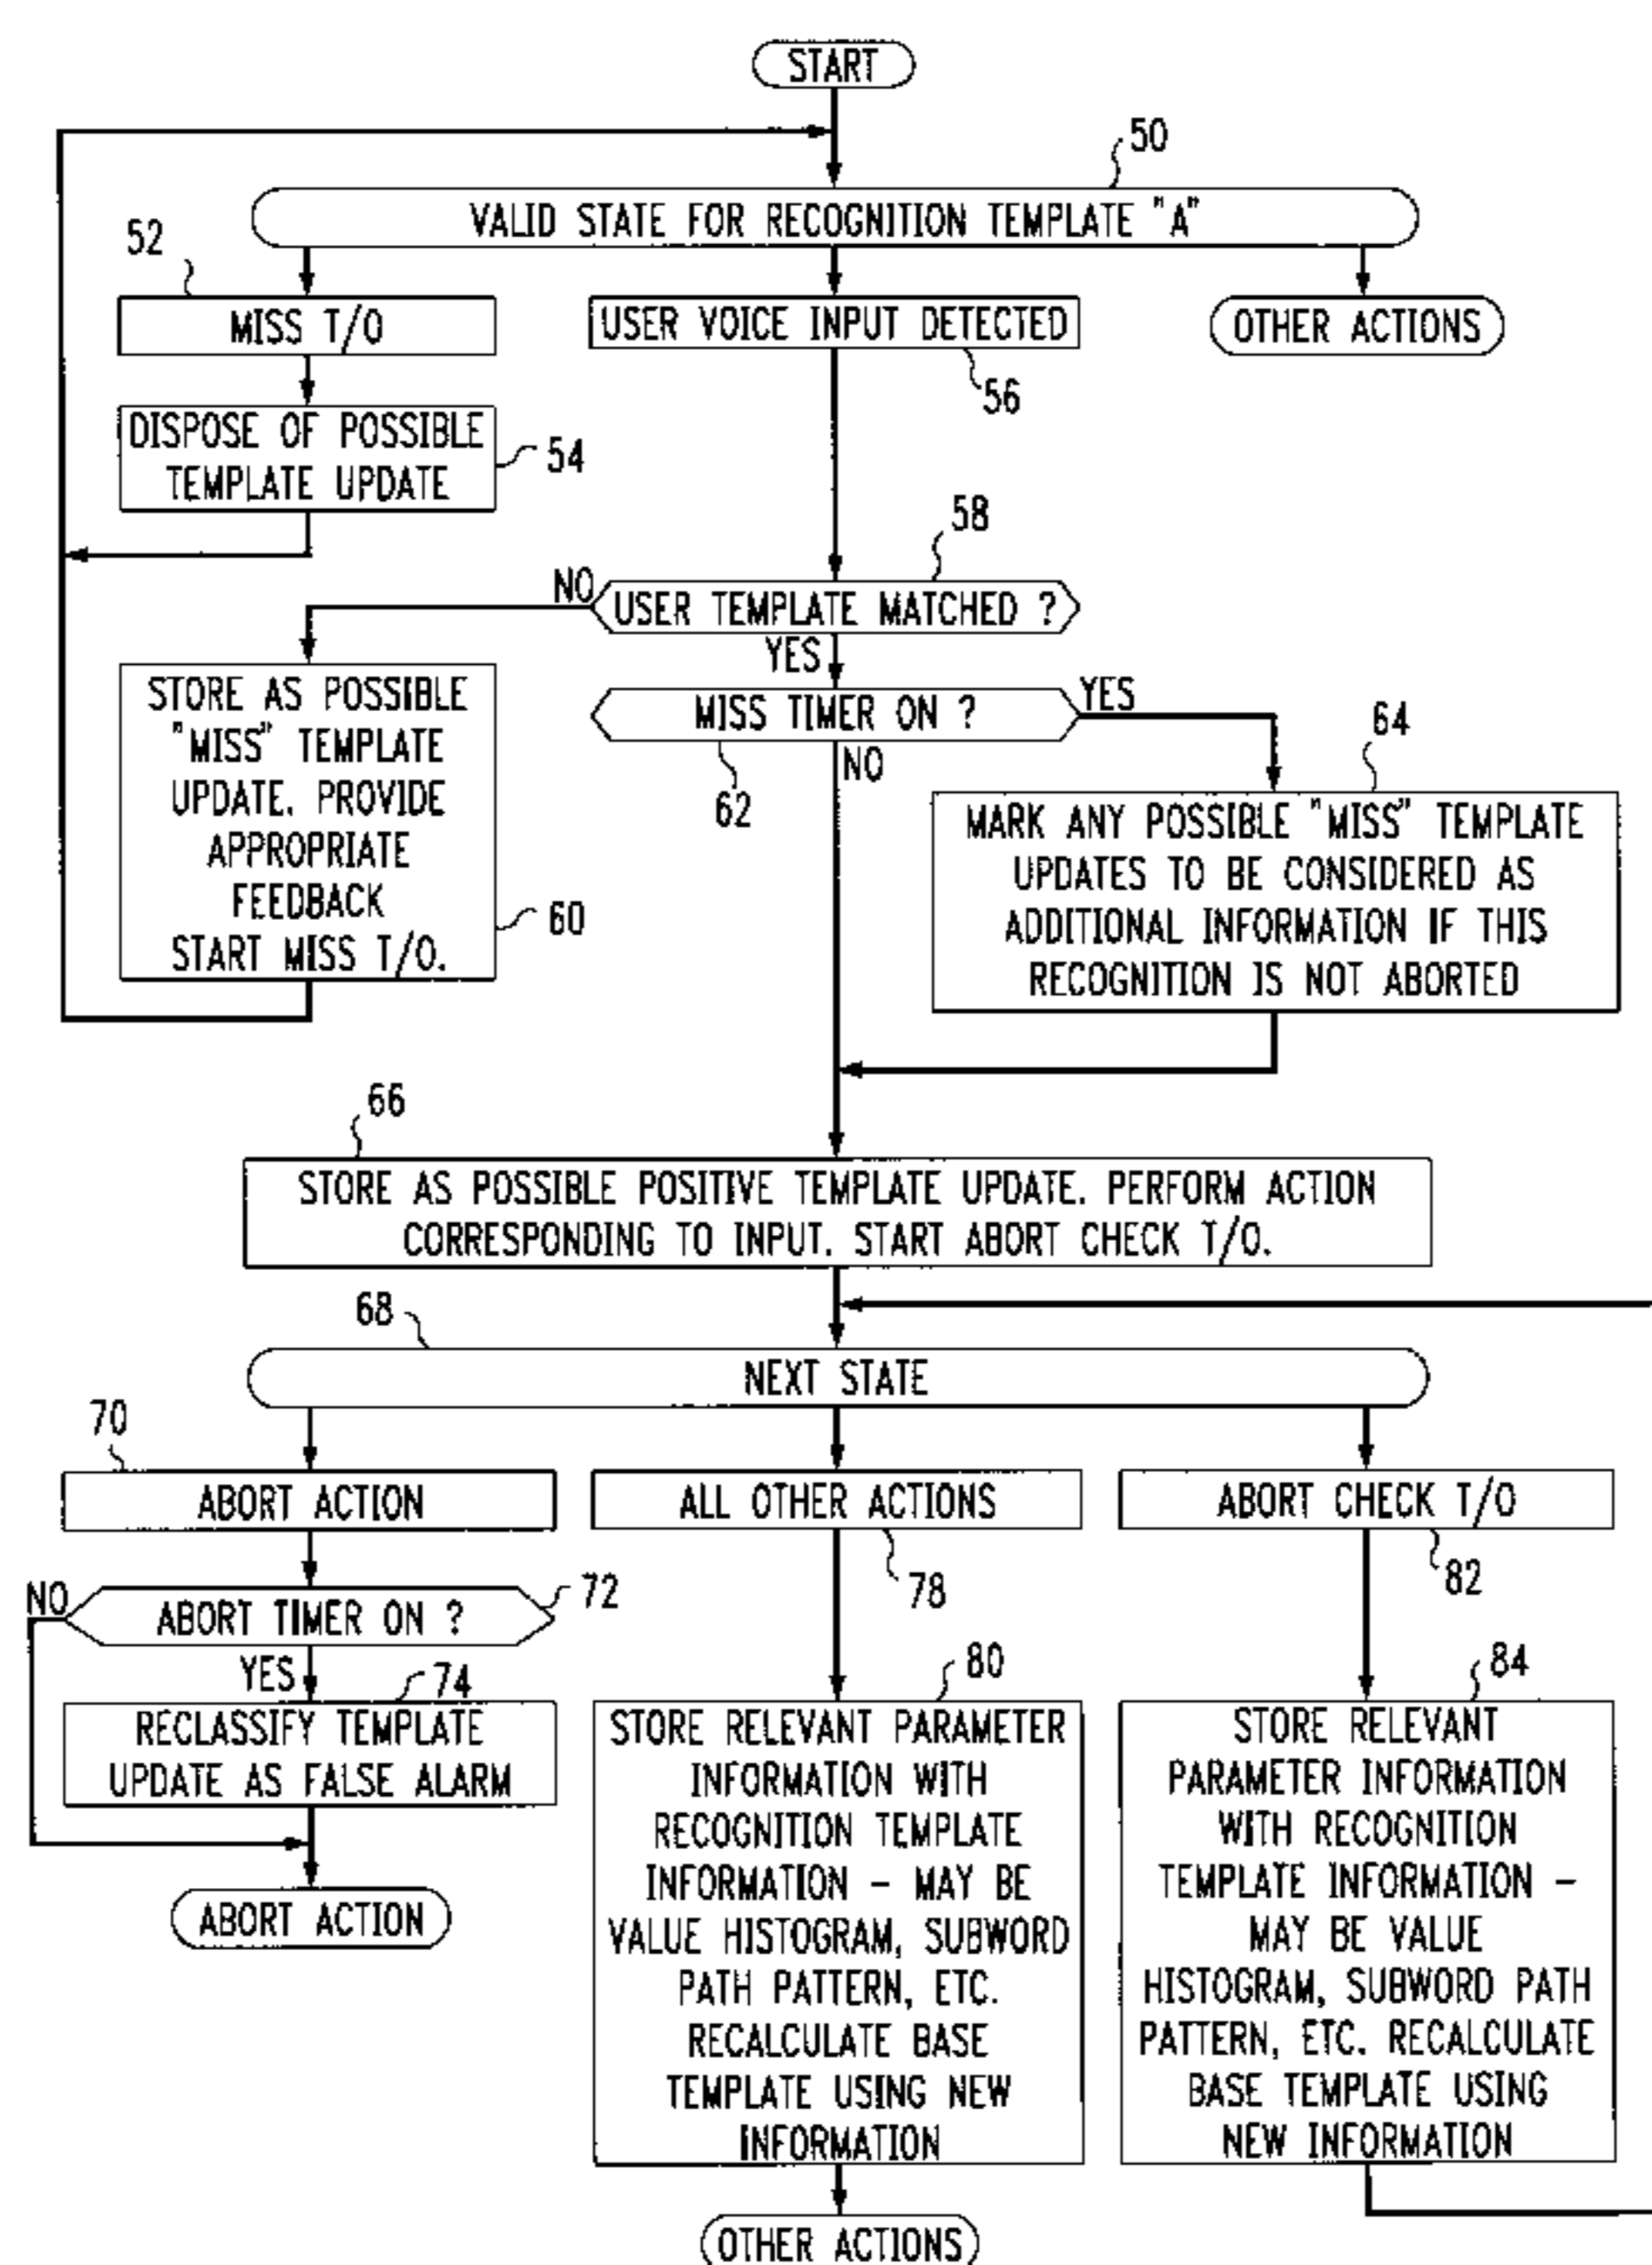 START
50
VALID STATE FOR RECOGNITION TEMPLATE "A"
52
MISS T/O
USER VOICE INPUT DETECTED
OTHER ACTIONS
56
DISPOSE OF POSSIBLE
TEMPLATE UPDATE
54
58
NO
USER TEMPLATE MATCHED ?
YES
STORE AS POSSIBLE
"MISS" TEMPLATE
UPDATE. PROVIDE
APPROPRIATE
FEEDBACK
START MISS T/O.
60
MISS TIMER ON ?
YES
NO
62
64
MARK ANY POSSIBLE "MISS" TEMPLATE
UPDATES TO BE CONSIDERED AS
ADDITIONAL INFORMATION IF THIS
RECOGNITION IS NOT ABORTED
66
STORE AS POSSIBLE POSITIVE TEMPLATE UPDATE. PERFORM ACTION
CORRESPONDING TO INPUT. START ABORT CHECK T/O.
68
NEXT STATE
70
ABORT ACTION
ALL OTHER ACTIONS
ABORT CHECK T/O
78
82
NO
ABORT TIMER ON ?
72
YES
74
RECLASSIFY TEMPLATE
UPDATE AS FALSE ALARM
ABORT ACTION
80
STORE RELEVANT PARAMETER
INFORMATION WITH
RECOGNITION TEMPLATE
INFORMATION - MAY BE
VALUE HISTOGRAM, SUBWORD
PATH PATTERN, ETC.
RECALCULATE BASE
TEMPLATE USING NEW
INFORMATION
OTHER ACTIONS
84
STORE RELEVANT
PARAMETER INFORMATION
WITH RECOGNITION
TEMPLATE INFORMATION -
MAY BE VALUE
HISTOGRAM, SUBWORD PATH
PATTERN, ETC. RECALCULATE
BASE TEMPLATE USING
NEW INFORMATION